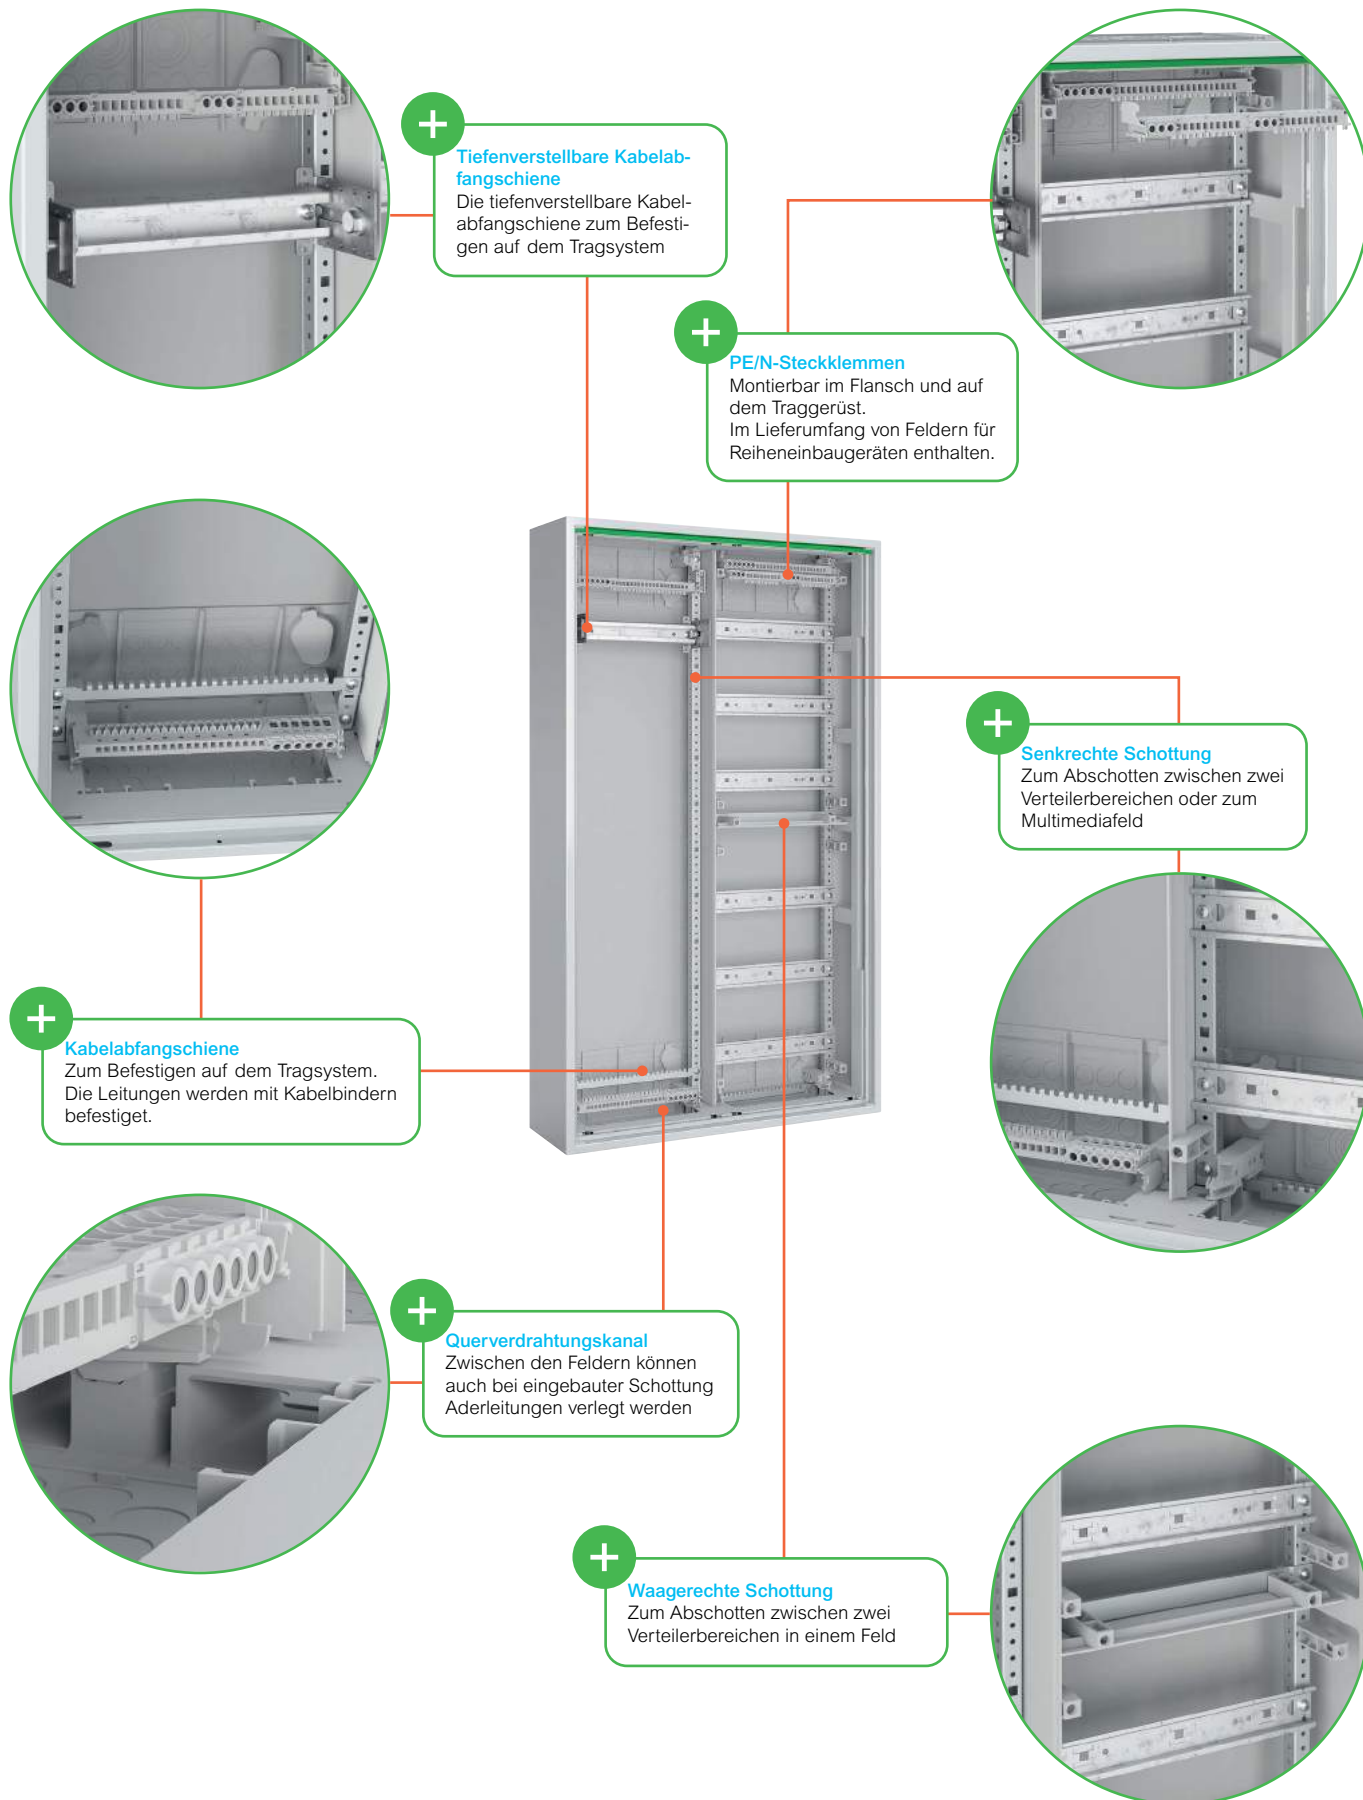 Tiefenverstellbare Kabelab-
fangschiene
Die tiefenverstellbare Kabel-
abfangschiene zum Befesti-
gen auf dem Tragsystem
PE/N-Steckklemmen
Montierbar im Flansch und auf
dem Traggerüst.
Im Lieferumfang von Feldern für
Reiheneinbaugeräten enthalten.
Senkrechte Schottung
Zum Abschotten zwischen zwei
Verteilerbereichen oder zum
Multimediafeld
Kabelabfangschiene
Zum Befestigen auf dem Tragsystem.
Die Leitungen werden mit Kabelbindern
befestiget.
Querverdrahtungskanal
Zwischen den Feldern können
auch bei eingebauter Schottung
Aderleitungen verlegt werden
Waagerechte Schottung
Zum Abschotten zwischen zwei
Verteilerbereichen in einem Feld